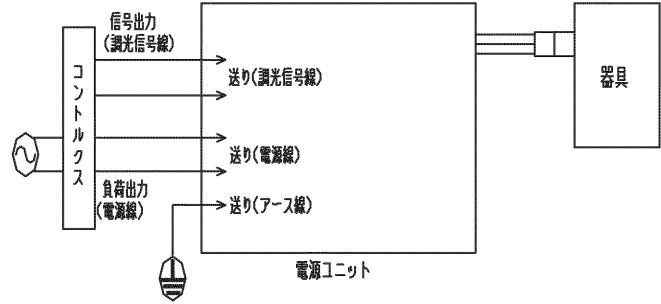 信号出力
(調光信号線)
コントルクス
負荷出力
(電源線)
送り(調光信号線)
送り(電源線)
送り(アース線)
電源ユニット
器具